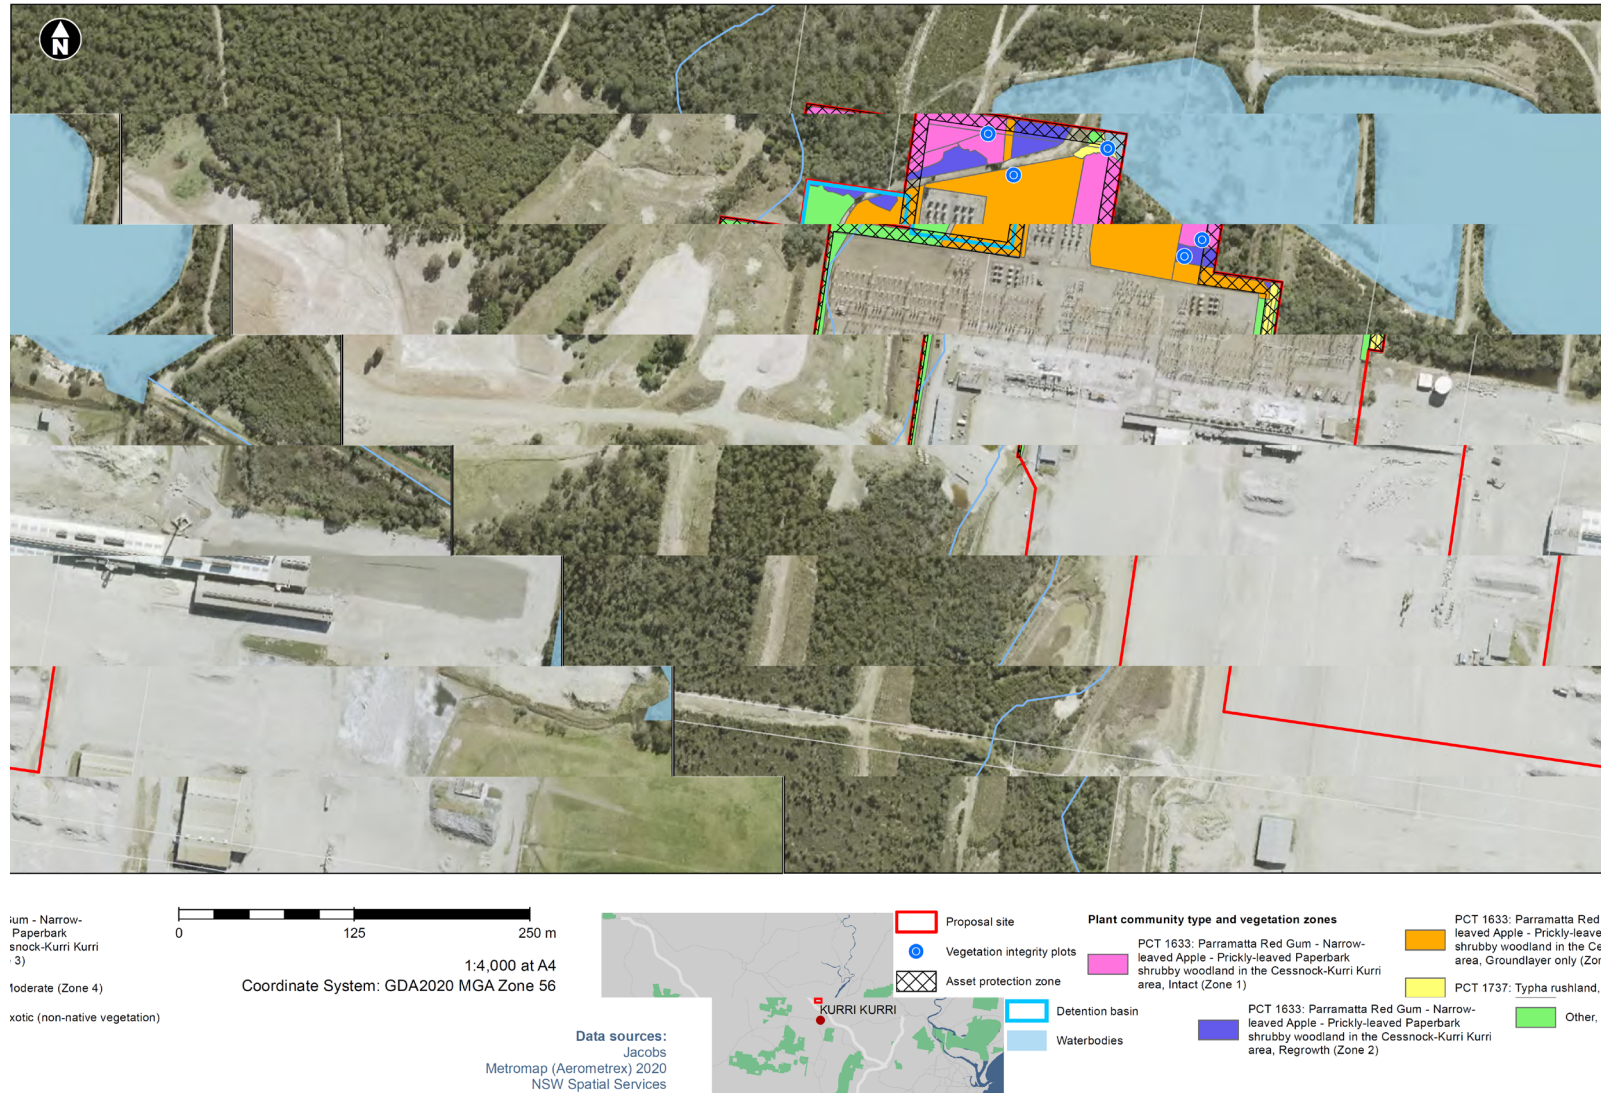 N
0 125 250 m
1:4,000 at A4
Coordinate System: GDA2020 MGA Zone 56
Data sources:
Jacobs
Metromap (Aerometrex) 2020
NSW Spatial Services
KURRI KURRI
Proposal site
Vegetation integrity plots
Asset protection zone
Detention basin
Waterbodies
Plant community type and vegetation zones
PCT 1633: Parramatta Red Gum - Narrow-
leaved Apple - Prickly-leaved Paperbark
shrubby woodland in the Cessnock-Kurri Kurri
area, Intact (Zone 1)
PCT 1633: Parramatta Red Gum - Narrow-
leaved Apple - Prickly-leaved Paperbark
shrubby woodland in the Cessnock-Kurri Kurri
area, Regrowth (Zone 2)
PCT 1633: Parramatta Red
leaved Apple - Prickly-leave
shrubby woodland in the Ce
area, Groundlayer only (Zor
PCT 1737: Typha rushland,
Other,
Gum - Narrow-
Paperbark
ssnock-Kurri Kurri
3)
Moderate (Zone 4)
xotic (non-native vegetation)